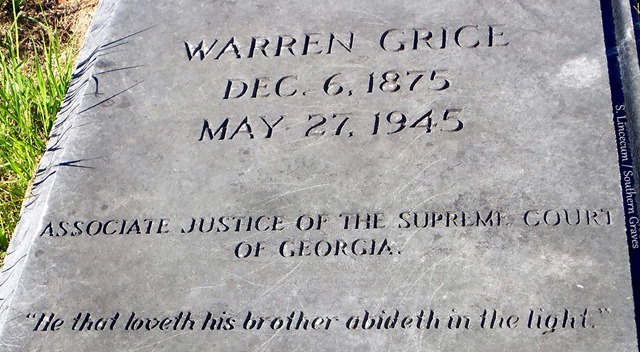 WARREN GRICE
DEC. 6, 1875
MAY 27, 1945
ASSOCIATE JUSTICE OF THE SUPREME COURT
OF GEORGIA.
"He that loveth his brother abideth in the light."
S. Lincecum / Southern Graves